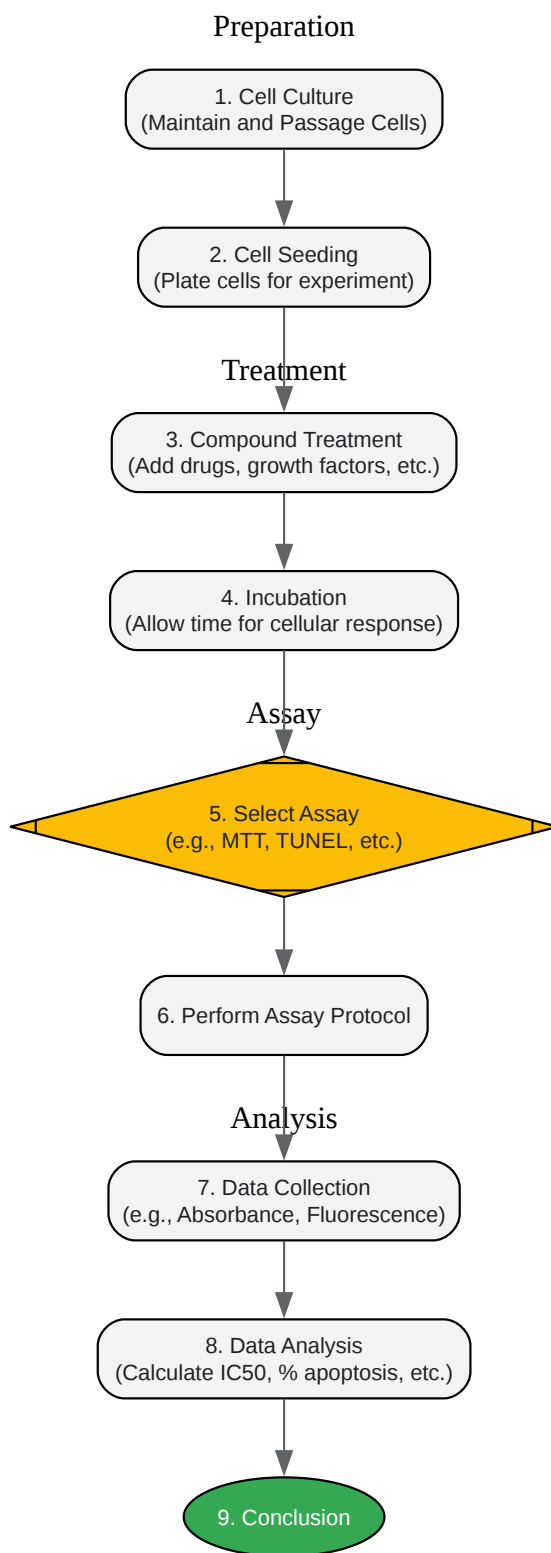 Preparation
1. Cell Culture
(Maintain and Passage Cells)
2. Cell Seeding
(Plate cells for experiment)
Treatment
3. Compound Treatment
(Add drugs, growth factors, etc.)
4. Incubation
(Allow time for cellular response)
Assay
5. Select Assay
(e.g., MTT, TUNEL, etc.)
6. Perform Assay Protocol
Analysis
7. Data Collection
(e.g., Absorbance, Fluorescence)
8. Data Analysis
(Calculate IC50, % apoptosis, etc.)
9. Conclusion